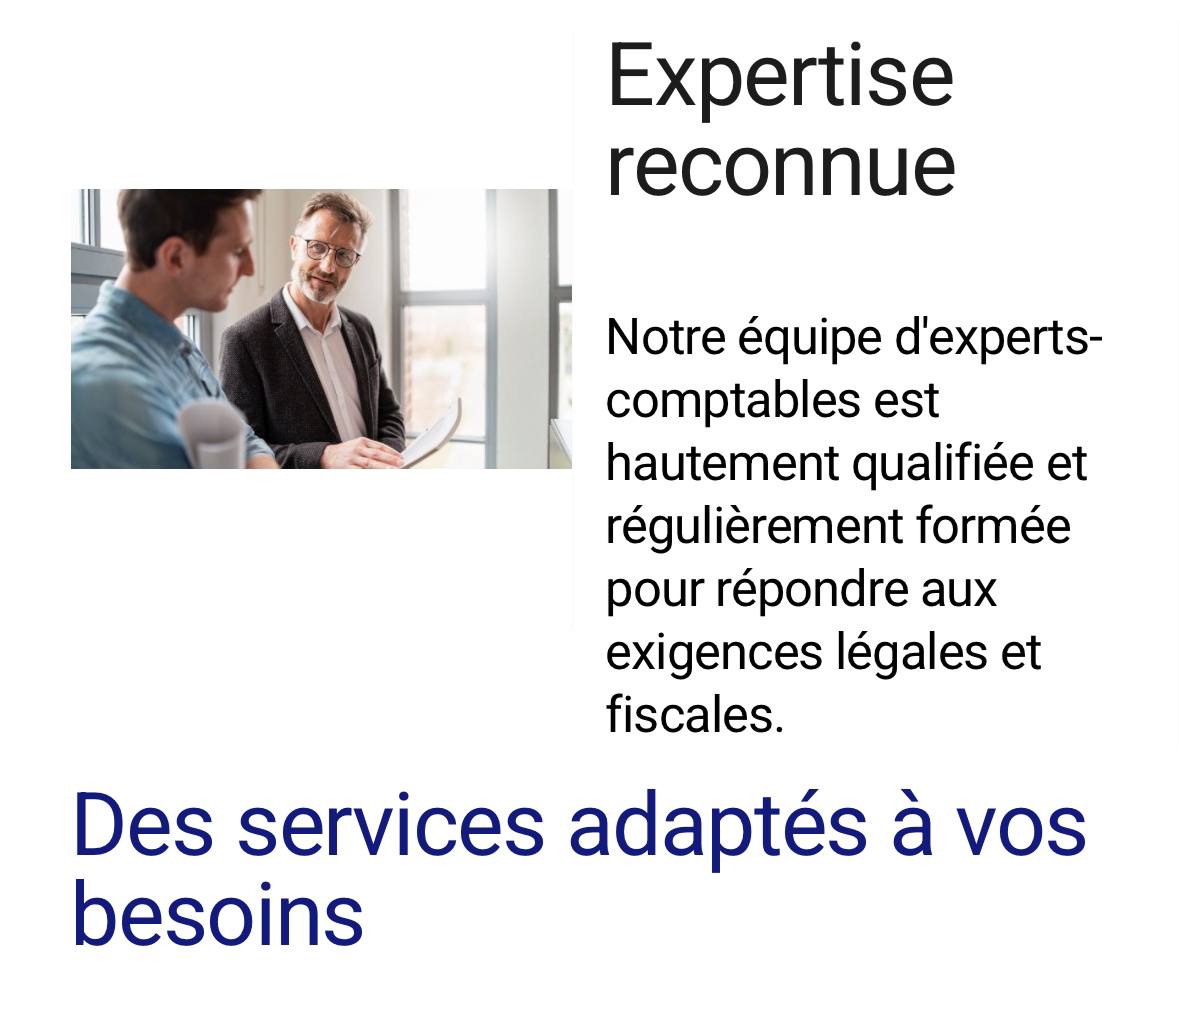 Expertise
reconnue
Notre équipe d'experts-
comptables est
hautement qualifiée et
régulièrement formée
pour répondre aux
exigences légales et
fiscales.
Des services adaptés à vos
besoins